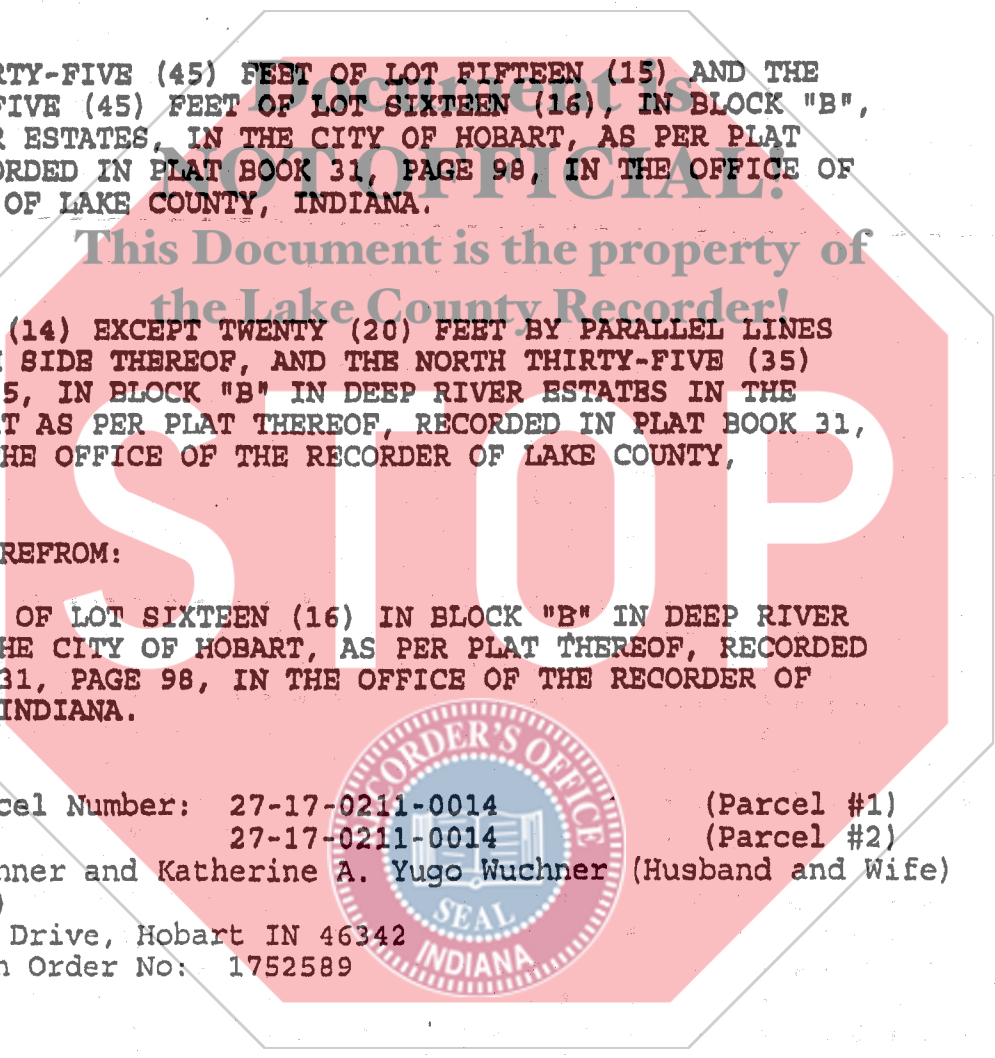 RTY-FIVE (45) FEET OF LOT FIFTEEN (15) AND THE
FIVE (45) FEET OF LOT SIXTEEN (16), IN BLOCK "B",
R ESTATES, IN THE CITY OF HOBART, AS PER PLAT
ORDED IN PLAT BOOK 31, PAGE 98, IN THE OFFICE OF
OF LAKE COUNTY, INDIANA.
Document is
NOT OFFICIAL!
This Document is the property of
the Lake County Recorder!
(14) EXCEPT TWENTY (20) FEET BY PARALLEL LINES
SIDE THEREOF, AND THE NORTH THIRTY-FIVE (35)
5, IN BLOCK "B" IN DEEP RIVER ESTATES IN THE
T AS PER PLAT THEREOF, RECORDED IN PLAT BOOK 31,
HE OFFICE OF THE RECORDER OF LAKE COUNTY,
STOP
REFROM:
OF LOT SIXTEEN (16) IN BLOCK "B" IN DEEP RIVER
HE CITY OF HOBART, AS PER PLAT THEREOF, RECORDED
31, PAGE 98, IN THE OFFICE OF THE RECORDER OF
INDIANA.
cel Number: 27-17-0211-0014 (Parcel #1)
27-17-0211-0014 (Parcel #2)
nner and Katherine A. Yugo Wuchner (Husband and Wife)
)
Drive, Hobart IN 46342
n Order No: 1752589
RECORDER'S OFFICE
SEAL
INDIANA